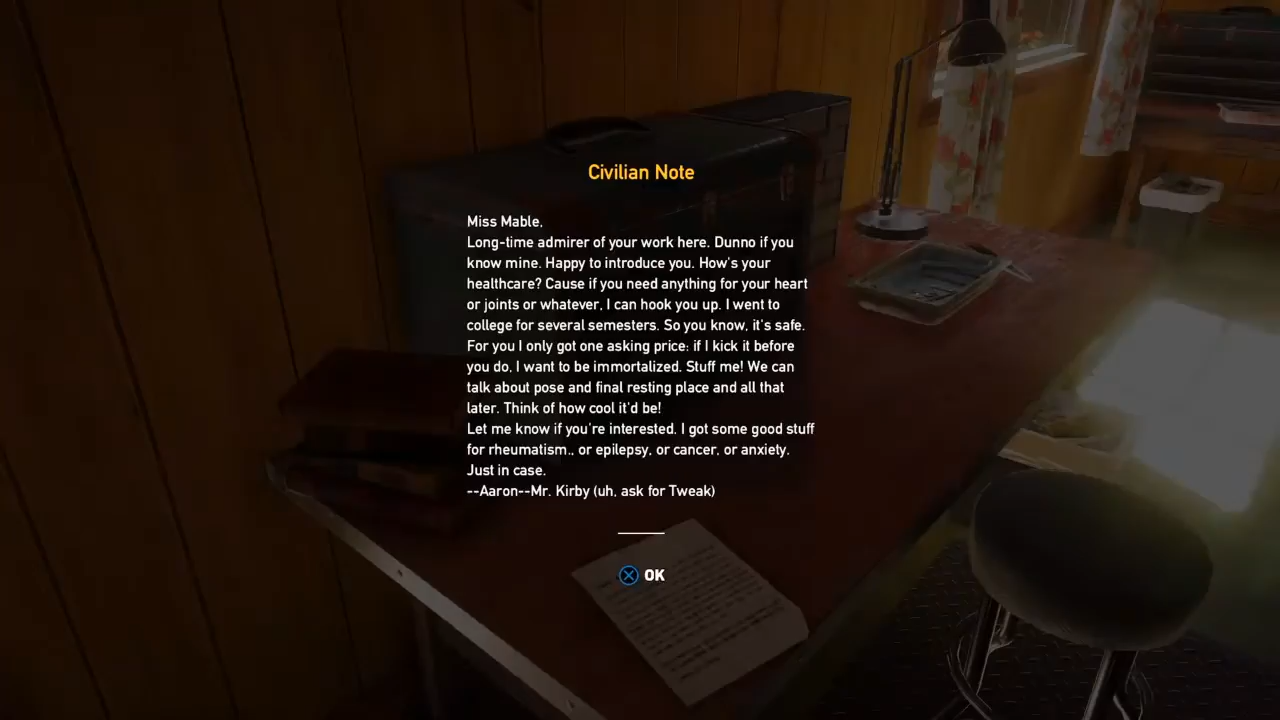 Civilian Note
Miss Mable,
Long-time admirer of your work here. Dunno if you
know mine. Happy to introduce you. How's your
healthcare? Cause if you need anything for your heart
or joints or whatever, I can hook you up. I went to
college for several semesters. So you know, it's safe.
For you I only got one asking price: if I kick it before
you do, I want to be immortalized. Stuff me! We can
talk about pose and final resting place and all that
later. Think of how cool it'd be!
Let me know if you're interested. I got some good stuff
for rheumatism., or epilepsy, or cancer, or anxiety.
Just in case.
--Aaron--Mr. Kirby (uh, ask for Tweak)
OK